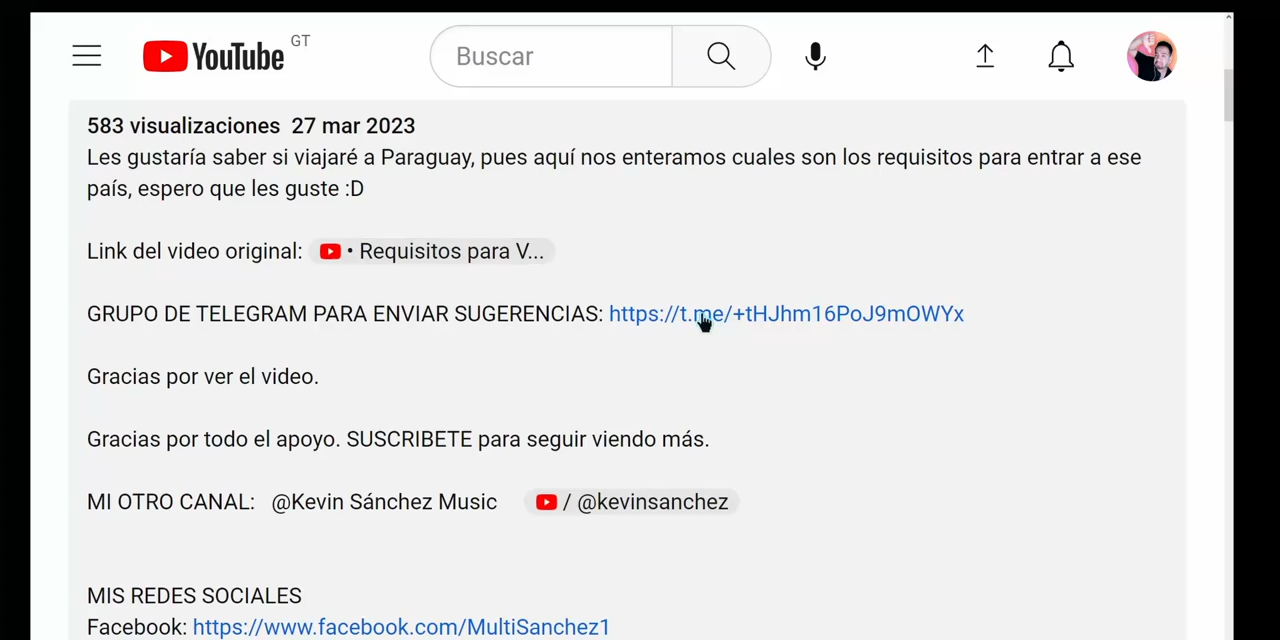 YouTube GT
Buscar
583 visualizaciones 27 mar 2023
Les gustaría saber si viajaré a Paraguay, pues aquí nos enteramos cuales son los requisitos para entrar a ese
país, espero que les guste :D
Link del video original: • Requisitos para V...
GRUPO DE TELEGRAM PARA ENVIAR SUGERENCIAS: https://t.me/+tHJhm16PoJ9mOWYx
Gracias por ver el video.
Gracias por todo el apoyo. SUSCRIBETE para seguir viendo más.
MI OTRO CANAL: @Kevin Sánchez Music / @kevinsanchez
MIS REDES SOCIALES
Facebook: https://www.facebook.com/MultiSanchez1